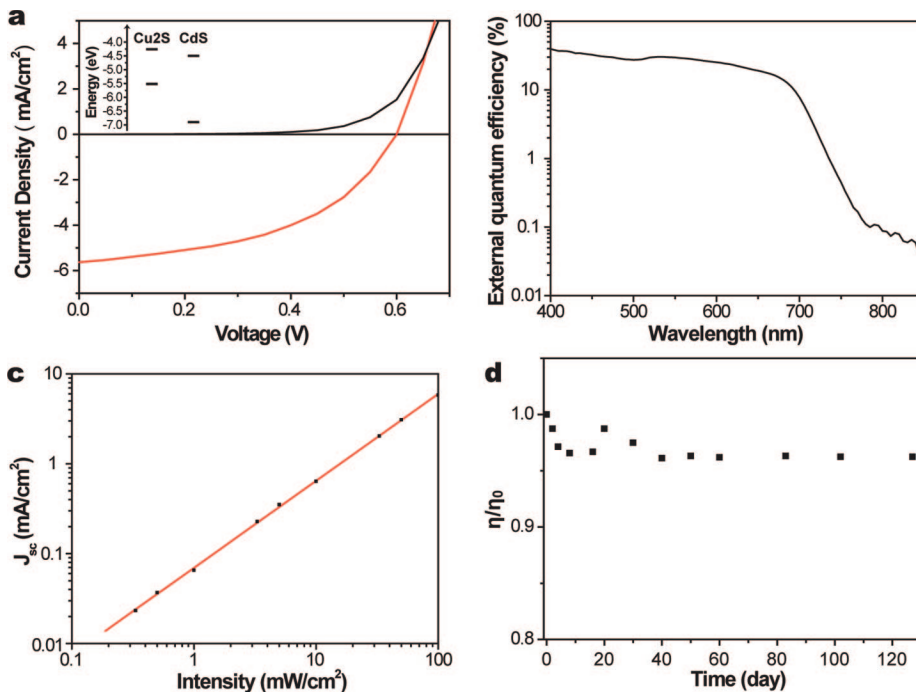 a
Cu2S CdS
Energy (eV)
-4.0
-4.5
-5.0
-5.5
-6.0
-6.5
-7.0
Current Density ( mA/cm²)
4
2
0
-2
-4
-6
0.0 0.2 0.4 0.6
Voltage (V)
External quantum efficiency (%)
100
10
1
0.1
0.01
400 500 600 700 800
Wavelength (nm)
c
Jsc (mA/cm²)
10
1
0.1
0.01
0.1 1 10 100
Intensity (mW/cm²)
d
η/η0
1.0
0.9
0.8
0 20 40 60 80 100 120
Time (day)